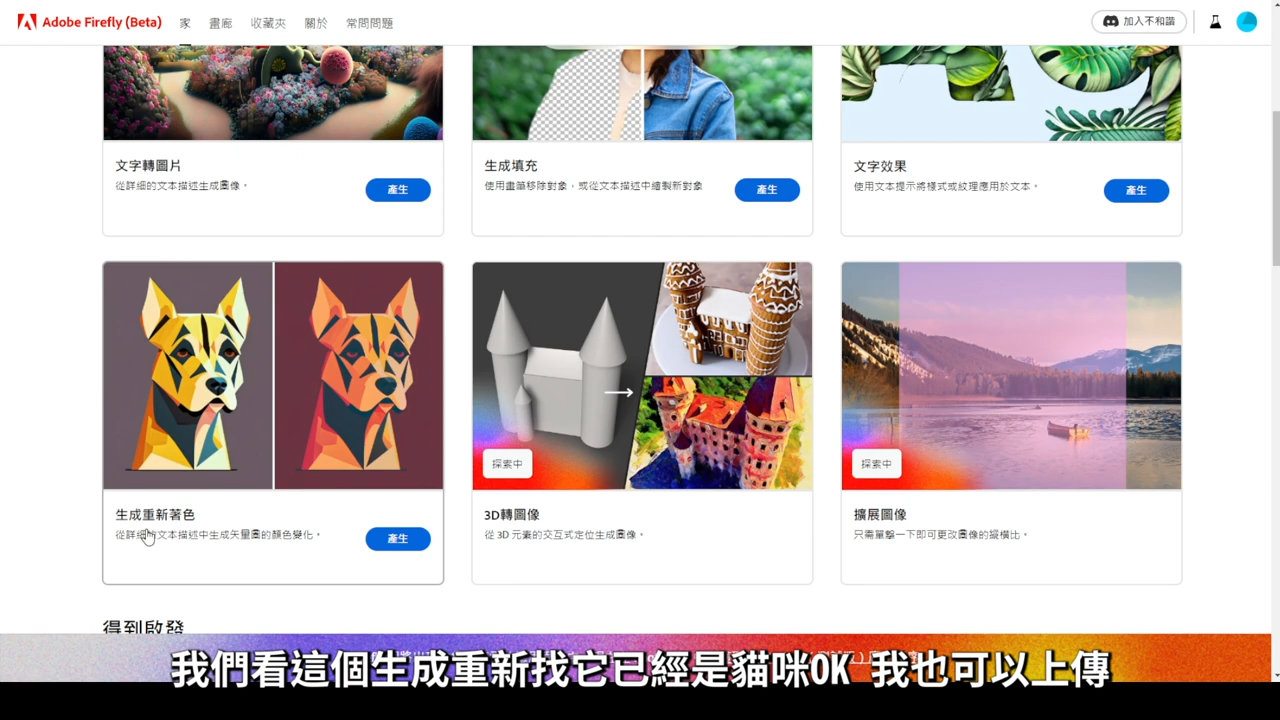 Adobe Firefly (Beta)
家 畫廊 收藏夾 關於 常問問題
加入不和諧
文字轉圖片
從詳細的文本描述生成圖像。
產生
生成填充
使用畫筆移除對象，或從文本描述中繪製新對象
產生
文字效果
使用文本提示將樣式或紋理應用於文本。
產生
生成重新著色
從詳細的文本描述中生成矢量圖的顏色變化。
產生
探索中
3D轉圖像
從 3D 元素的交互式定位生成圖像。
探索中
擴展圖像
只需單擊一下即可更改圖像的縱橫比。
得到啟發
我們看這個生成重新找它已經是貓咪OK 我也可以上傳